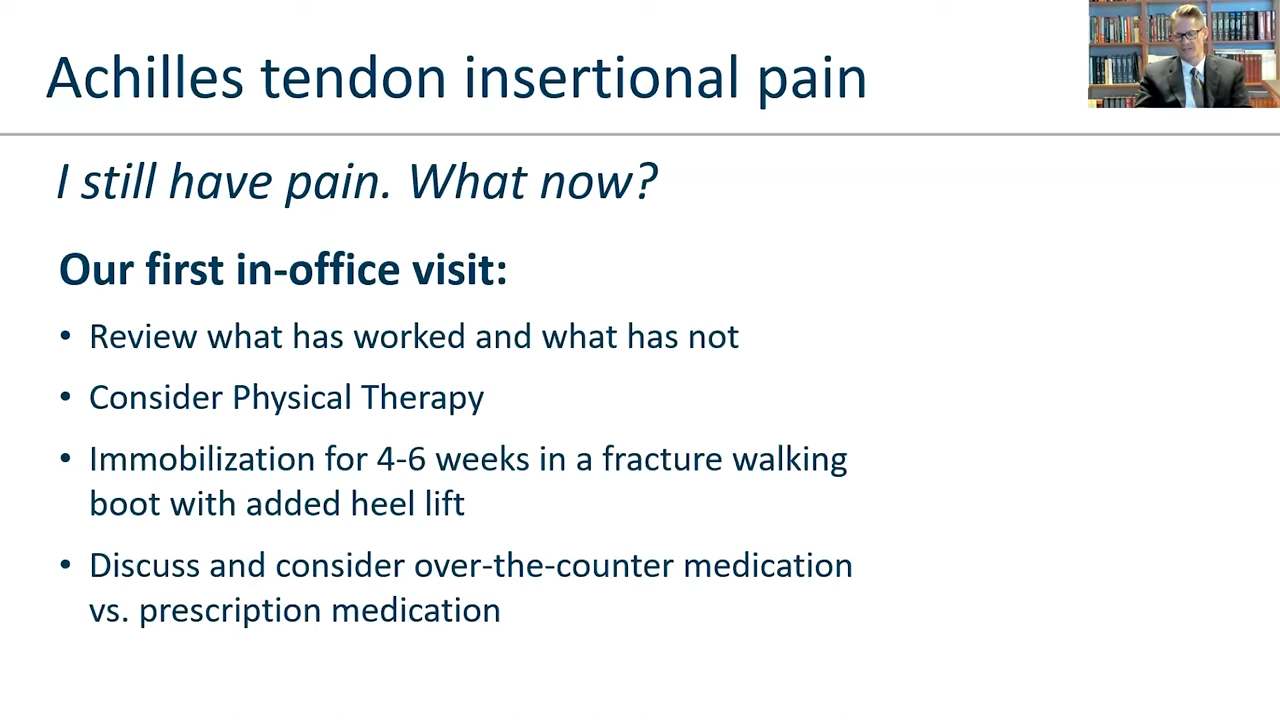 Achilles tendon insertional pain
I still have pain. What now?
Our first in-office visit:
• Review what has worked and what has not
• Consider Physical Therapy
• Immobilization for 4-6 weeks in a fracture walking
boot with added heel lift
• Discuss and consider over-the-counter medication
vs. prescription medication